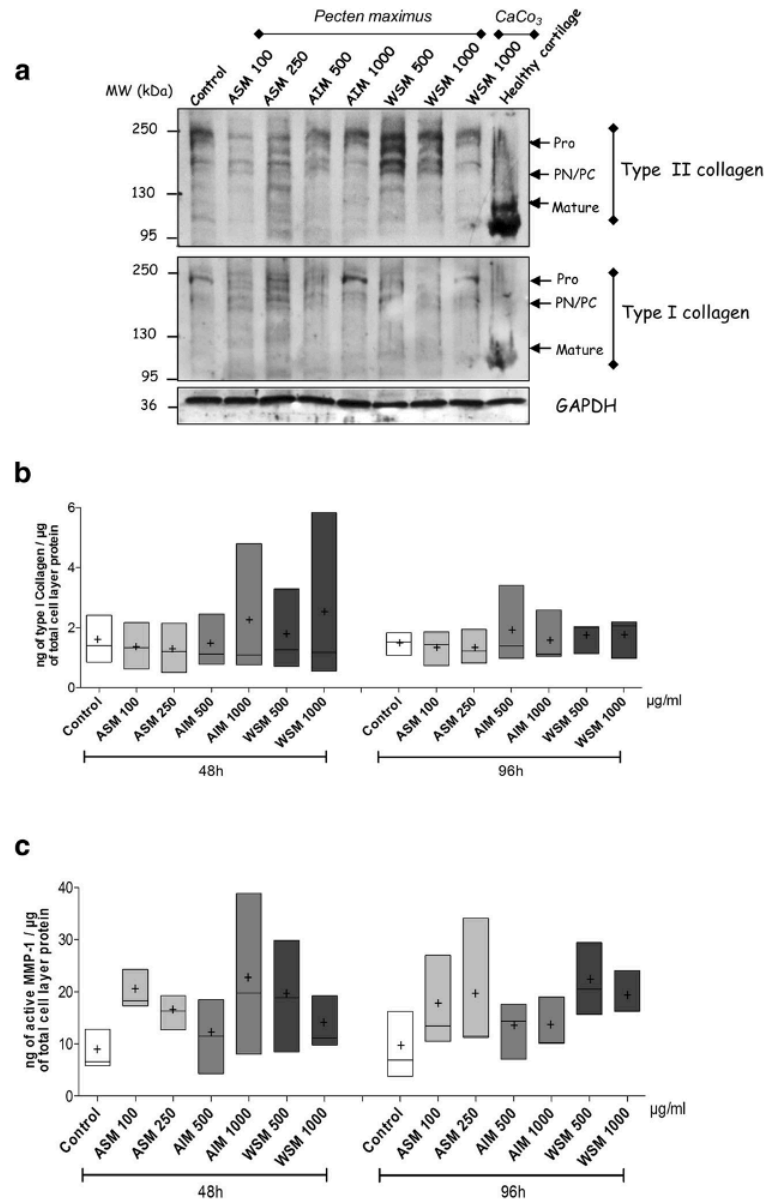 Pecten maximus CaCo3
a
MW (kDa) Control ASM 100 ASM 250 AIM 500 AIM 1000 WSM 500 WSM 1000 WSM 1000 Healthy cartilage
250
130
95
Pro
PN/PC
Mature
Type II collagen
250
130
95
Pro
PN/PC
Mature
Type I collagen
36
GAPDH
b
ng of type I Collagen / µg
of total cell layer protein
6
4
2
0
Control ASM 100 ASM 250 AIM 500 AIM 1000 WSM 500 WSM 1000 Control ASM 100 ASM 250 AIM 500 AIM 1000 WSM 500 WSM 1000 µg/ml
48h 96h
c
ng of active MMP-1 / µg
of total cell layer protein
40
30
20
10
0
Control ASM 100 ASM 250 AIM 500 AIM 1000 WSM 500 WSM 1000 Control ASM 100 ASM 250 AIM 500 AIM 1000 WSM 500 WSM 1000 µg/ml
48h 96h